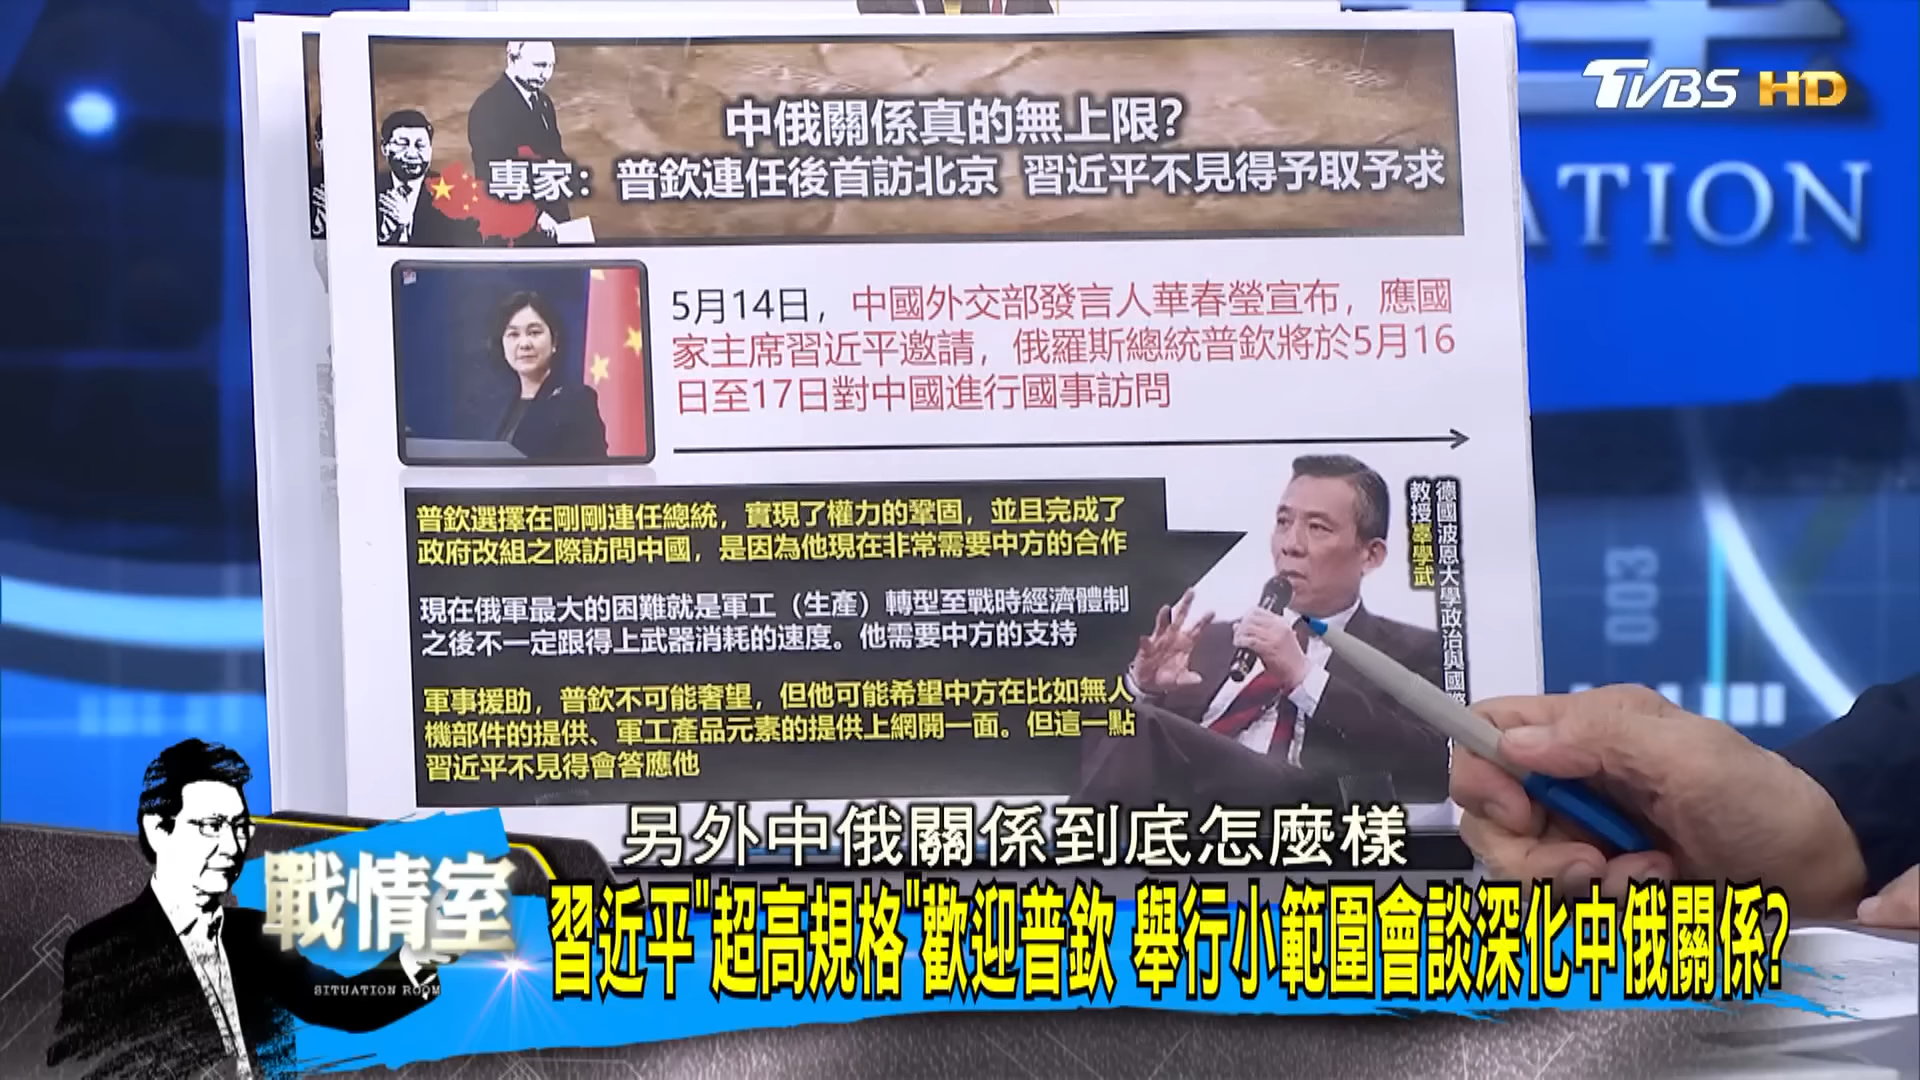 TVBS HD
ATION
中俄關係真的無上限？
專家：普欽連任後首訪北京 習近平不見得予取予求
5月14日，中國外交部發言人華春瑩宣布，應國
家主席習近平邀請，俄羅斯總統普欽將於5月16
日至17日對中國進行國事訪問
普欽選擇在剛剛連任總統，實現了權力的鞏固，並且完成了
政府改組之際訪問中國，是因為他現在非常需要中方的合作
現在俄軍最大的困難就是軍工（生產）轉型至戰時經濟體制
之後不一定跟得上武器消耗的速度。他需要中方的支持
軍事援助，普欽不可能奢望，但他可能希望中方在比如無人
機部件的提供、軍工產品元素的提供上網開一面。但這一點
習近平不見得會答應他
德國波恩大學政治與國
教授辜學武
003
另外中俄關係到底怎麼樣
戰情室
SITUATION ROOM
習近平"超高規格"歡迎普欽 舉行小範圍會談深化中俄關係?